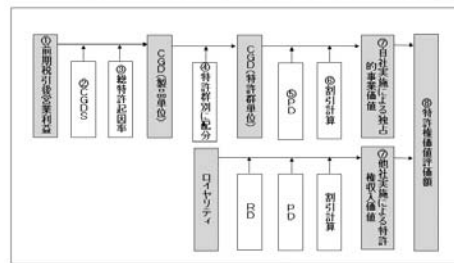 ①前期税引後営業利益
②CGDS
③総特許起因率
CGD(製品単位)
④特許群別に配分
CGD(特許群単位)
⑤PD
⑥割引計算
⑦自社実施による独占的事業価値
⑧特許権価値評価額
ロイヤリティ
RD
PD
割引計算
⑦他社実施による特許権収入価値